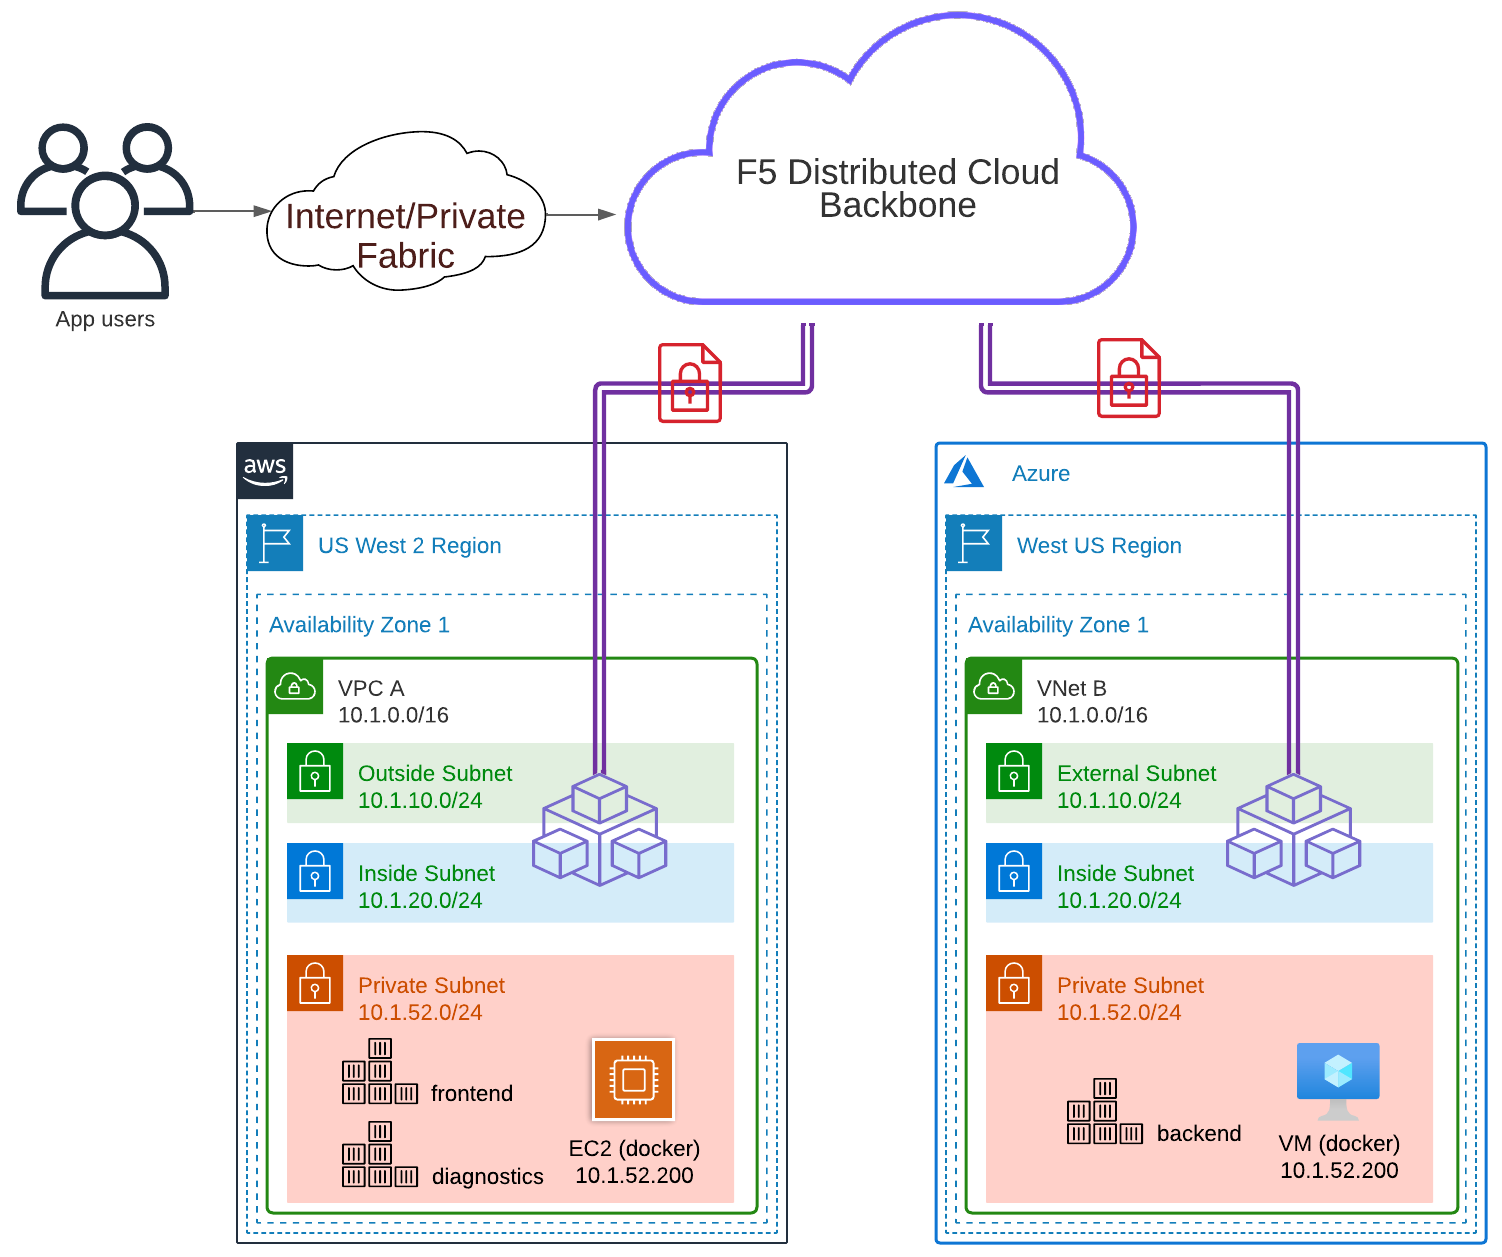 F5 Distributed Cloud
Backbone
Internet/Private
Fabric
App users
aws
US West 2 Region
Availability Zone 1
VPC A
10.1.0.0/16
Outside Subnet
10.1.10.0/24
Inside Subnet
10.1.20.0/24
Private Subnet
10.1.52.0/24
frontend
diagnostics
EC2 (docker)
10.1.52.200
Azure
West US Region
Availability Zone 1
VNet B
10.1.0.0/16
External Subnet
10.1.10.0/24
Inside Subnet
10.1.20.0/24
Private Subnet
10.1.52.0/24
backend
VM (docker)
10.1.52.200